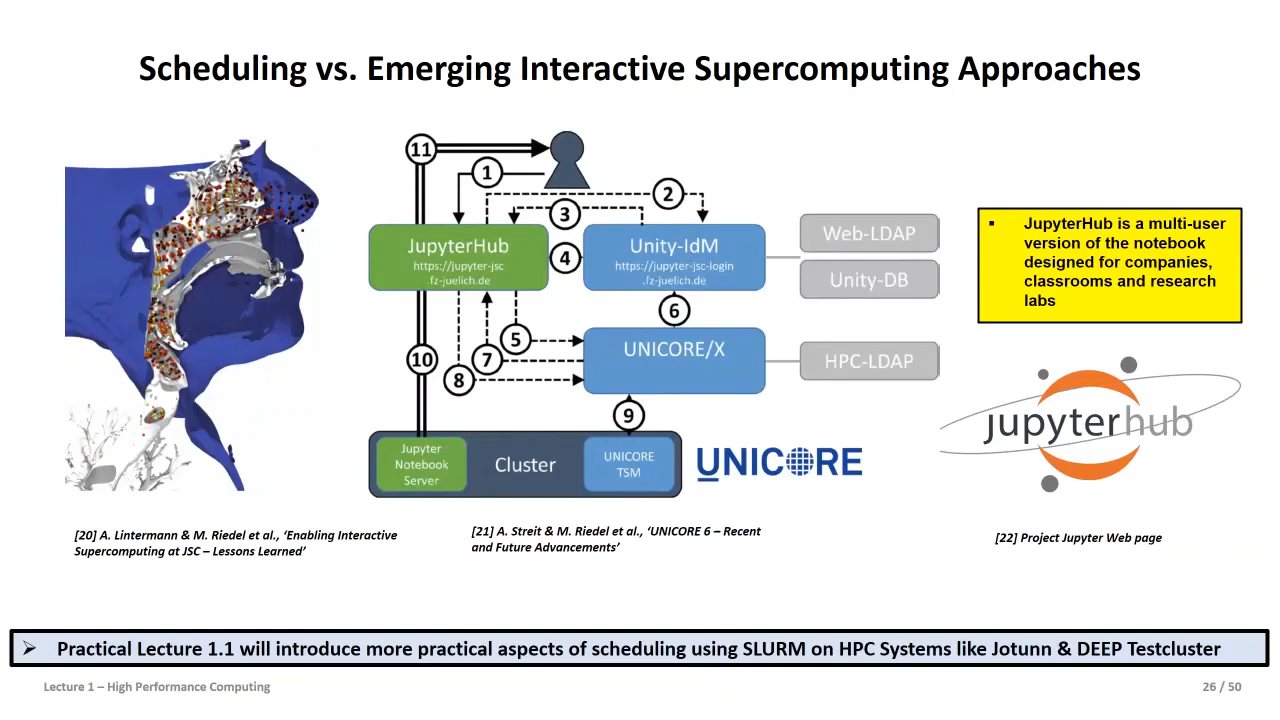 Scheduling vs. Emerging Interactive Supercomputing Approaches
11
1
2
3
JupyterHub
https://jupyter-jsc
.fz-juelich.de
4
Unity-IdM
https://jupyter-jsc-login
.fz-juelich.de
Web-LDAP
Unity-DB
6
5
UNICORE/X
HPC-LDAP
10
7
8
9
Jupyter
Notebook
Server
Cluster
UNICORE
TSM
UNICORE
▪ JupyterHub is a multi-user
version of the notebook
designed for companies,
classrooms and research
labs
jupyterhub
[20] A. Lintermann & M. Riedel et al., ‘Enabling Interactive
Supercomputing at JSC – Lessons Learned’
[21] A. Streit & M. Riedel et al., ‘UNICORE 6 – Recent
and Future Advancements’
[22] Project Jupyter Web page
➢ Practical Lecture 1.1 will introduce more practical aspects of scheduling using SLURM on HPC Systems like Jotunn & DEEP Testcluster
Lecture 1 – High Performance Computing
26 / 50